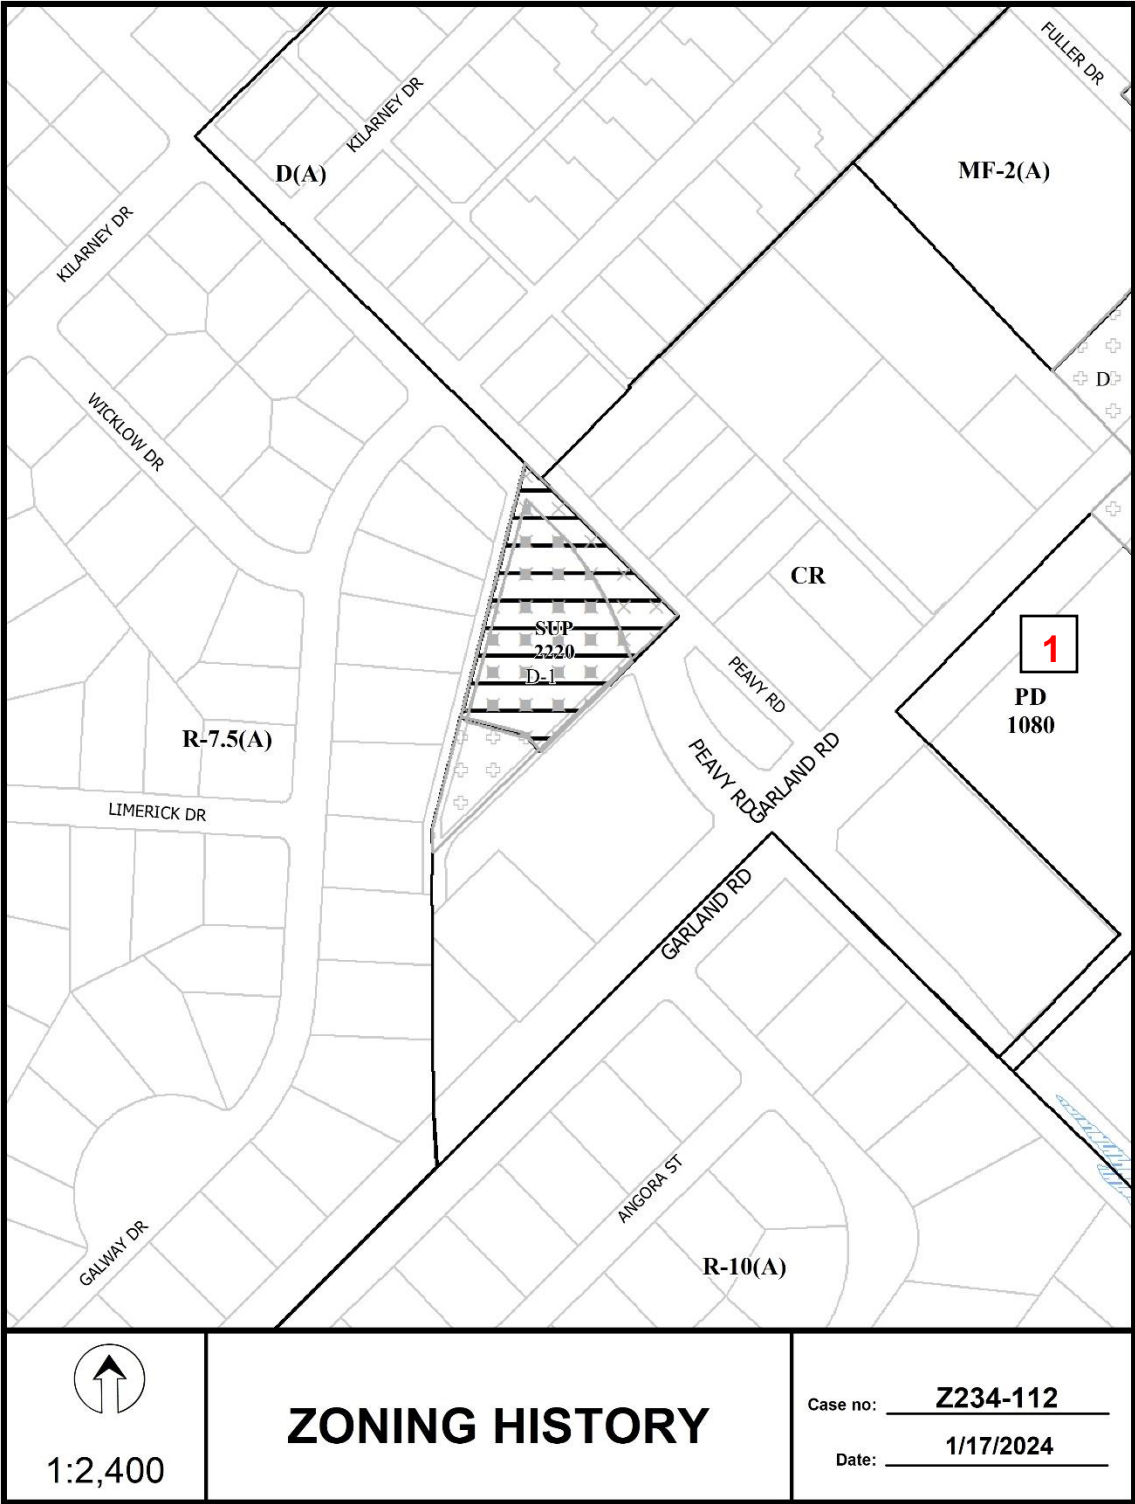 FULLER DR
KILARNEY DR
D(A)
MF-2(A)
KILARNEY DR
D
WICKLOW DR
CR
SUP
2220
D-1
1
PD
1080
PEAVY RD
R-7.5(A)
PEAVY RD
GARLAND RD
LIMERICK DR
GARLAND RD
ANGORA ST
GALWAY DR
R-10(A)
1:2,400
ZONING HISTORY
Case no: Z234-112
Date: 1/17/2024